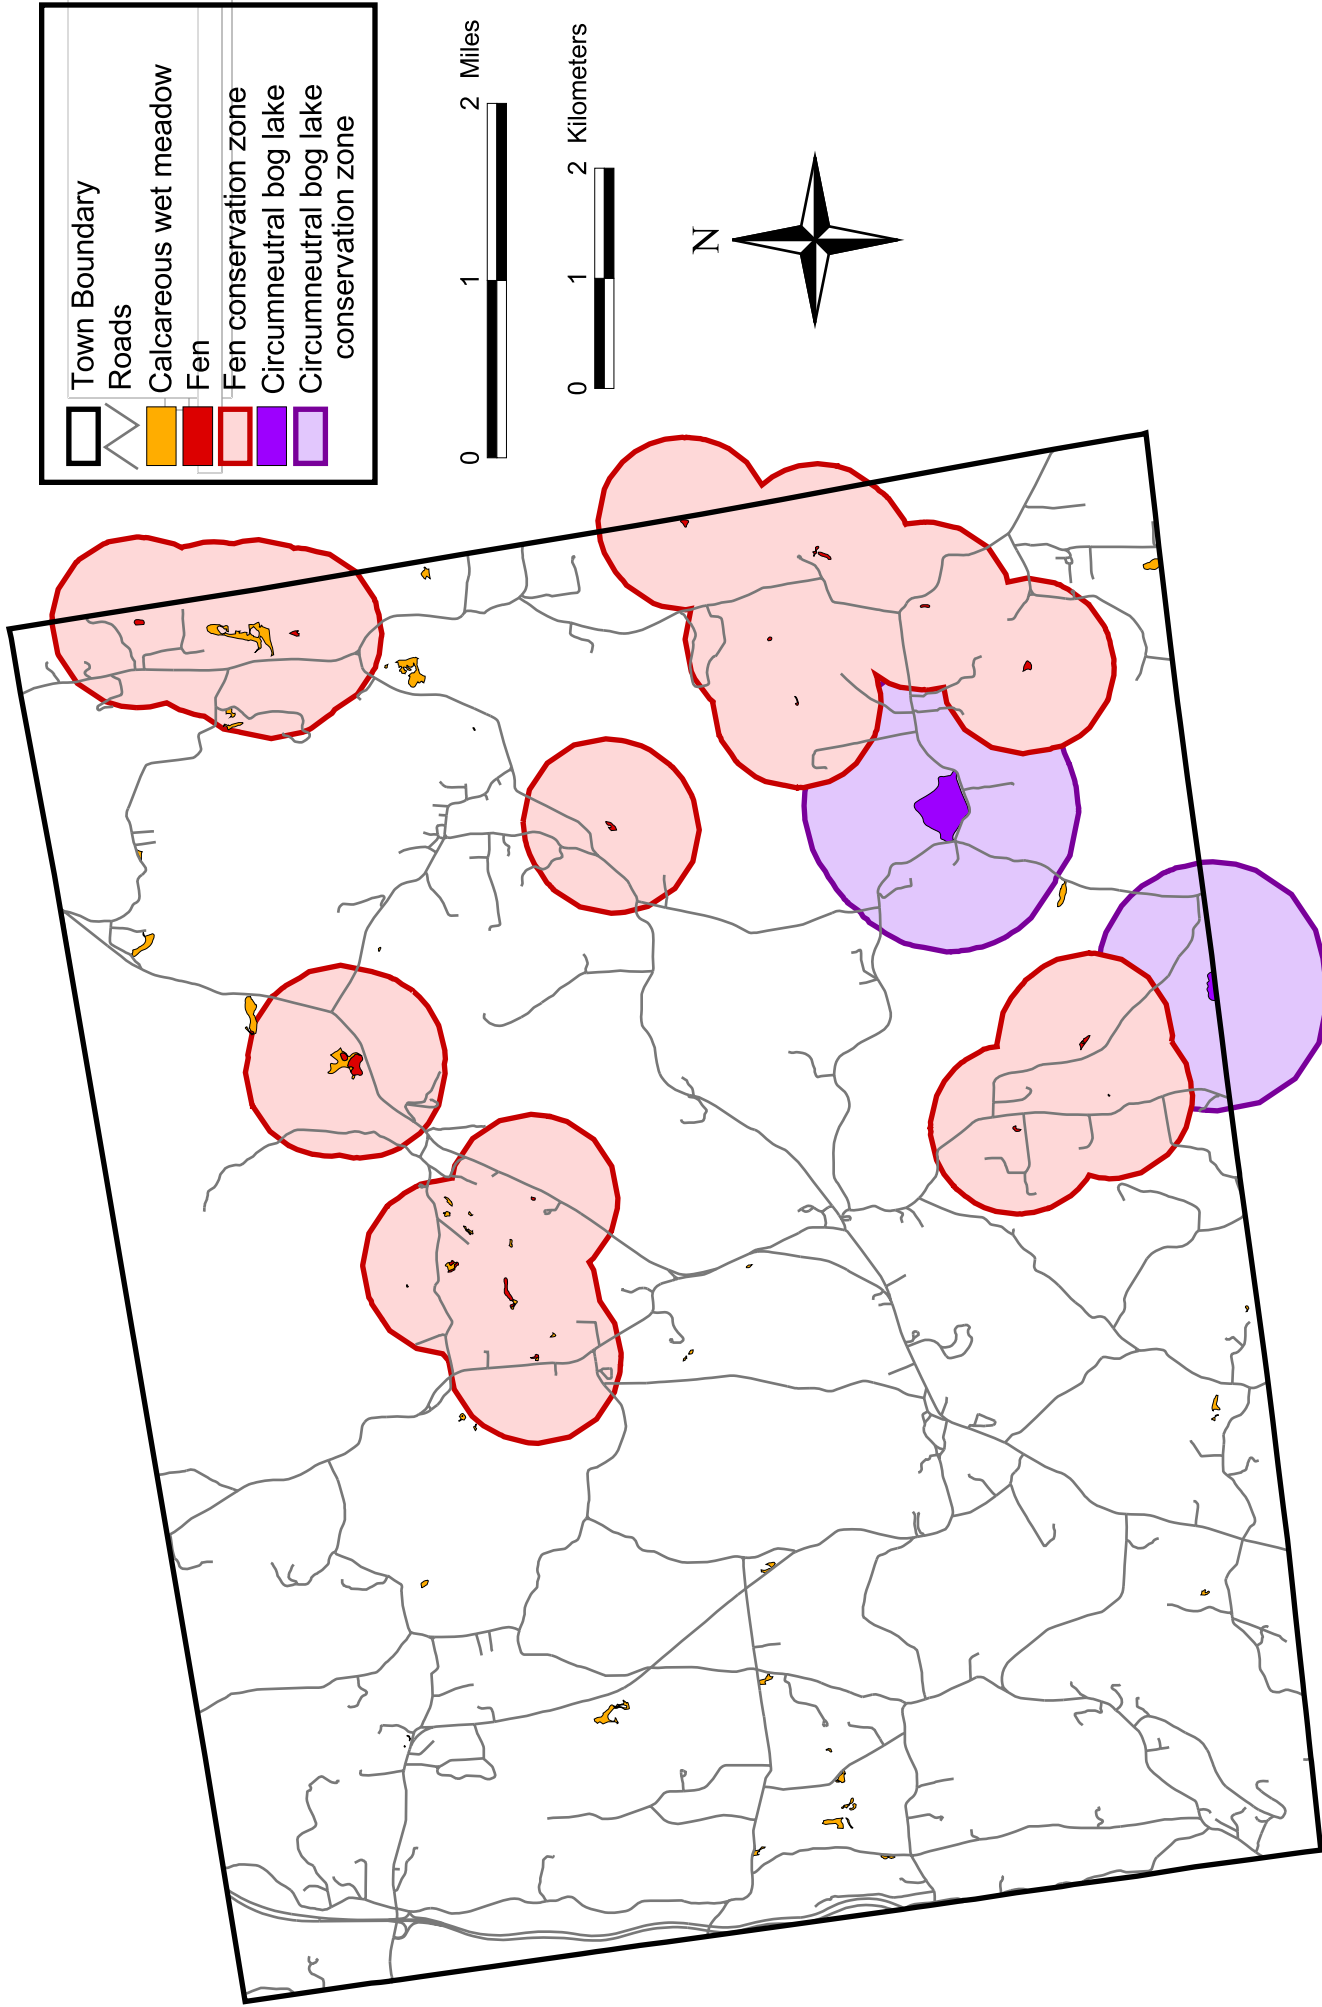 Town Boundary
Roads
Calcareous wet meadow
Fen
Fen conservation zone
Circumneutral bog lake
Circumneutral bog lake
conservation zone
0 1 2 Miles
0 1 2 Kilometers
N